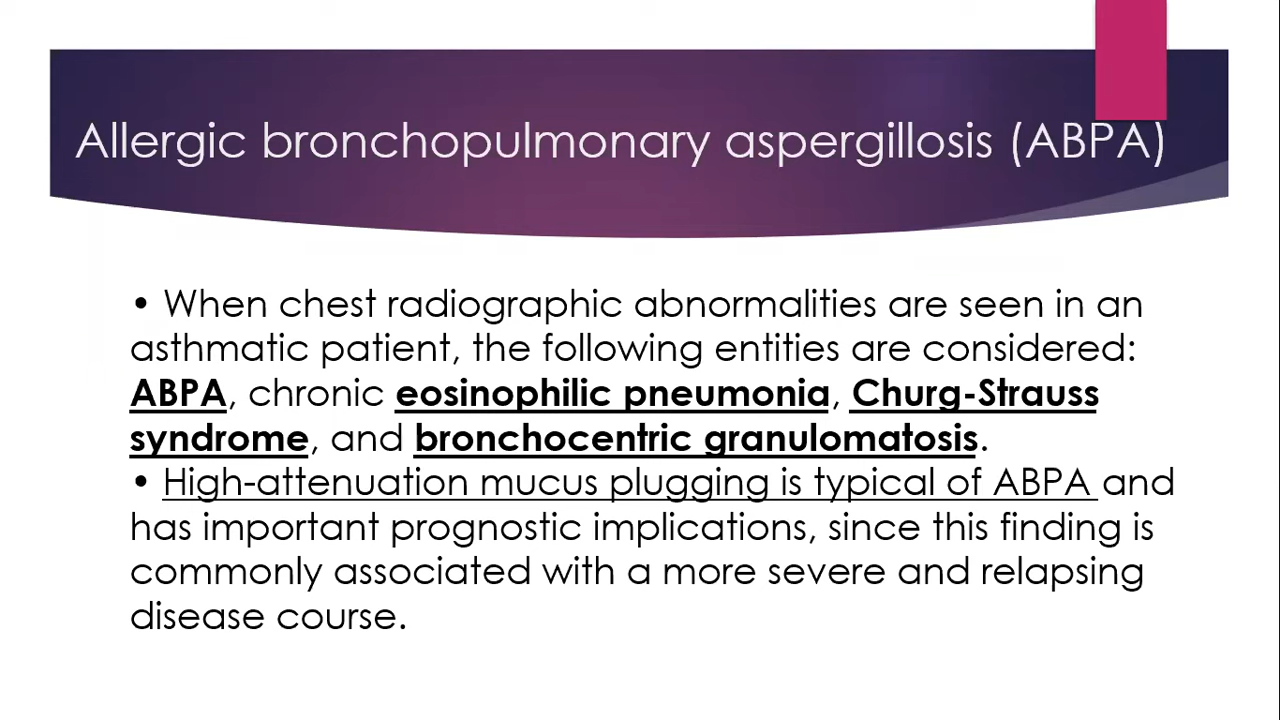 Allergic bronchopulmonary aspergillosis (ABPA)
• When chest radiographic abnormalities are seen in an
asthmatic patient, the following entities are considered:
ABPA, chronic eosinophilic pneumonia, Churg-Strauss
syndrome, and bronchocentric granulomatosis.
• High-attenuation mucus plugging is typical of ABPA and
has important prognostic implications, since this finding is
commonly associated with a more severe and relapsing
disease course.